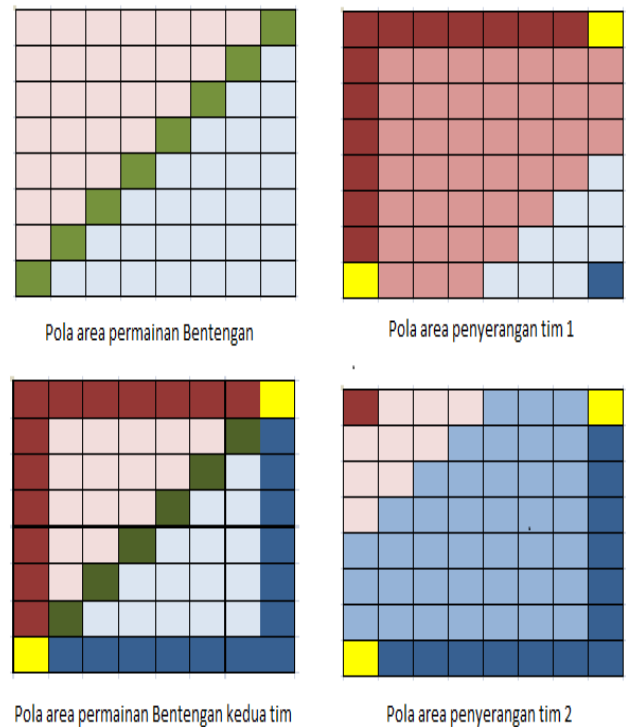 Pola area permainan Bentengan
Pola area penyerangan tim 1
Pola area permainan Bentengan kedua tim
Pola area penyerangan tim 2